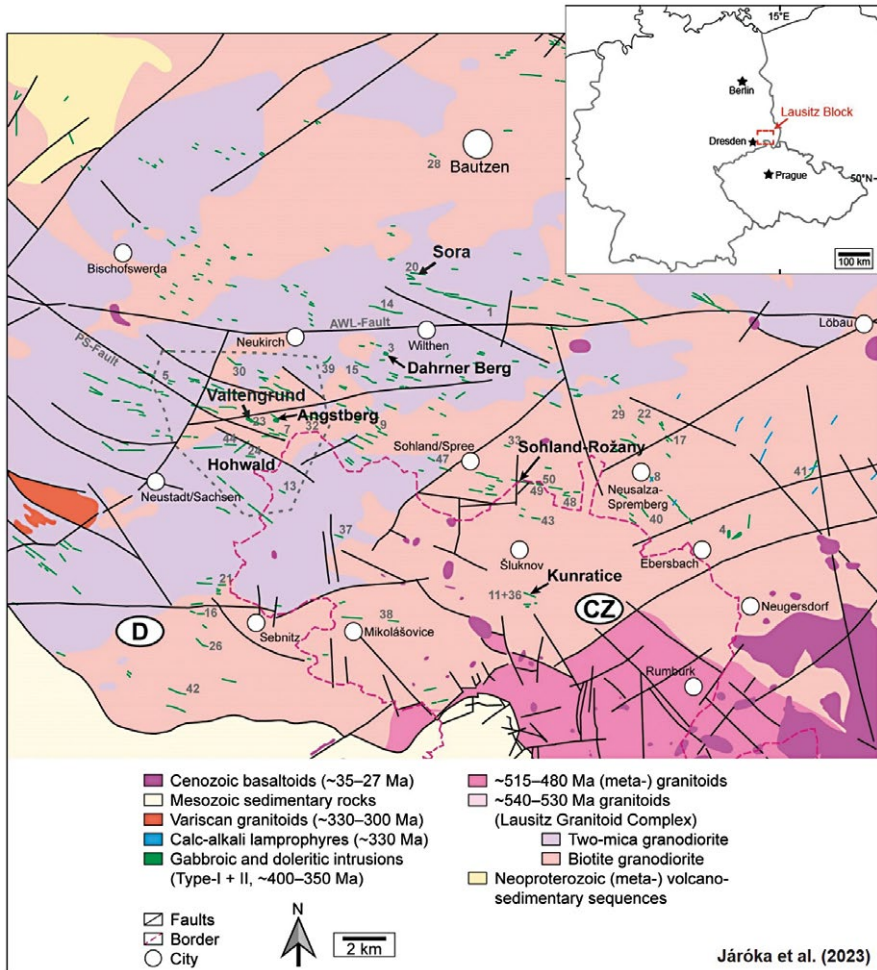 15°E
Berlin
Lausitz Block
Dresden
Prague
50°N
100 km
Bautzen
28
Bischofswerda
Sora
20
14
1
AWL-Fault
Neukirch
Wilthen
Löbau
PS-Fault
3
5
30
39
15
Dahrner Berg
Valtengrund
23
Angstberg
7
32
9
29
22
17
44
24
Hohwald
Sohland/Spree
47
33
Sohland-Rožany
50
49
48
8
41
13
Neustadt/Sachsen
Neusalza-
Spremberg
43
40
37
4
Šluknov
Ebersbach
21
Kunratice
11+36
16
D
Sebnitz
38
Mikolášovice
CZ
Neugersdorf
26
42
Rumburk
Cenozoic basaltoids (~35–27 Ma)
Mesozoic sedimentary rocks
Variscan granitoids (~330–300 Ma)
Calc-alkali lamprophyres (~330 Ma)
Gabbroic and doleritic intrusions
(Type-I + II, ~400–350 Ma)
~515–480 Ma (meta-) granitoids
~540–530 Ma granitoids
(Lausitz Granitoid Complex)
Two-mica granodiorite
Biotite granodiorite
Neoproterozoic (meta-) volcano-
sedimentary sequences
Faults
Border
City
N
2 km
Járóka et al. (2023)